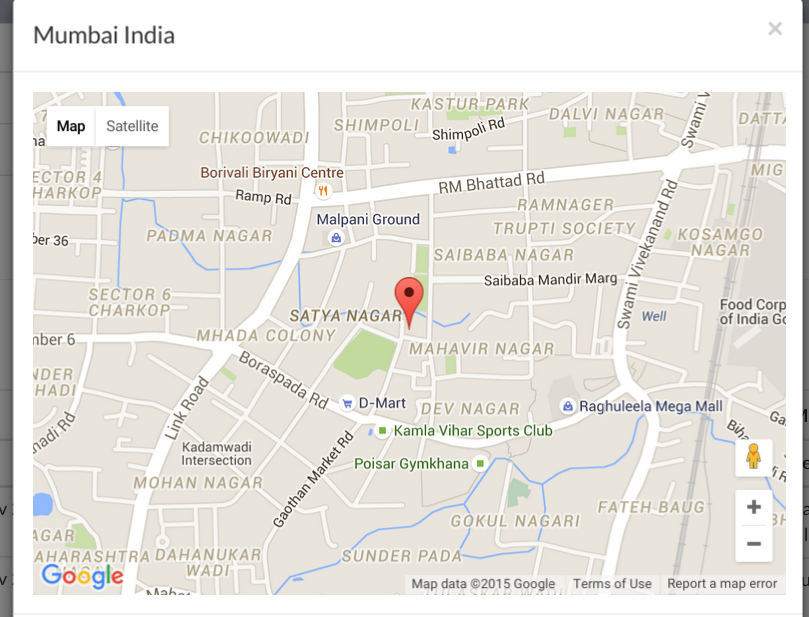 Mumbai India
×
Map
Satellite
KASTUR PARK
DALVI NAGAR
Swami V
SHIMPOLI
Shimpoli Rd
CHIKOOWADI
DATTA
Borivali Biryani Centre
MIG
ECTOR 4
HARKOP
RM Bhattad Rd
Ramp Rd
RAMNAGER
Malpani Ground
TRUPTI SOCIETY
ber 36
PADMA NAGAR
KOSAMGO
NAGAR
SAIBABA NAGAR
Swami Vivekanand Rd
Saibaba Mandir Marg
SECTOR 6
CHARKOP
Food Corp
of India Go
SATYA NAGAR
Well
nber 6
MHADA COLONY
MAHAVIR NAGAR
Boraspada Rd
NDER
HADI
Link Road
D-Mart
DEV NAGAR
Raghuleela Mega Mall
Ga
hadi Rd
Kamla Vihar Sports Club
Kadamwadi
Intersection
Gaothan Market Rd
Poisar Gymkhana
MOHAN NAGAR
+
FATEH BAUG
GOKUL NAGARI
−
AGAR
AHARASHTRA
DAHANUKAR
WADI
SUNDER PADA
Google
Map data ©2015 Google
Terms of Use
Report a map error